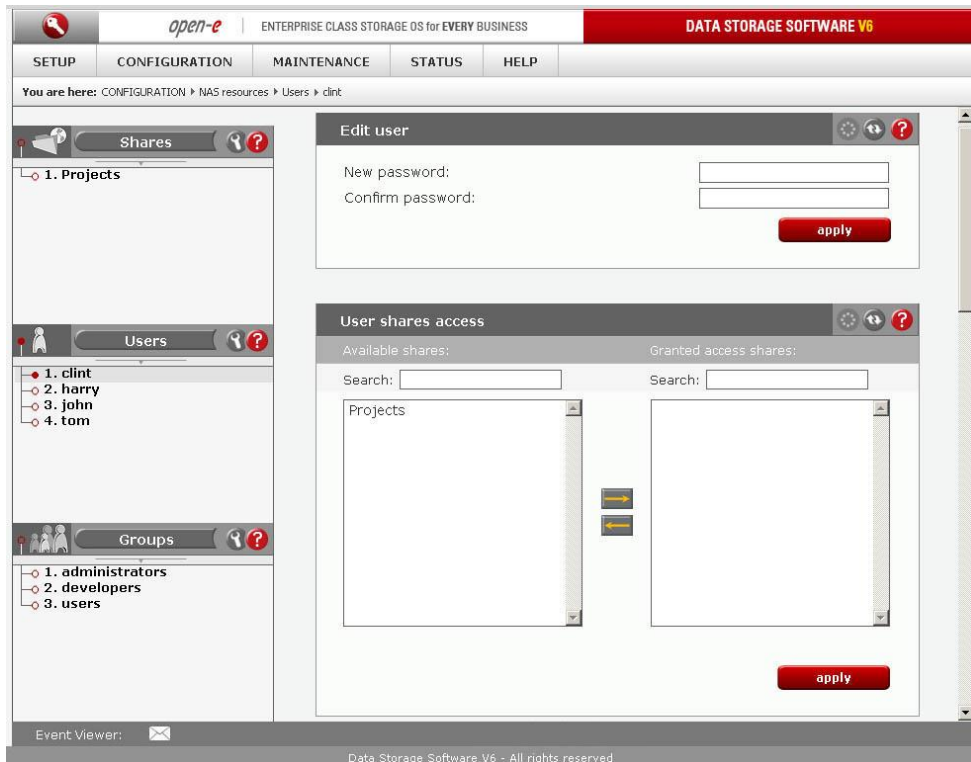 open-e
ENTERPRISE CLASS STORAGE OS for EVERY BUSINESS
DATA STORAGE SOFTWARE V6
SETUP CONFIGURATION MAINTENANCE STATUS HELP
You are here: CONFIGURATION ▸ NAS resources ▸ Users ▸ clint
Shares
1. Projects
Users
1. clint
2. harry
3. john
4. tom
Groups
1. administrators
2. developers
3. users
Edit user
New password:
Confirm password:
apply
User shares access
Available shares: Granted access shares:
Search: Search:
Projects
apply
Event Viewer:
Data Storage Software V6 - All rights reserved